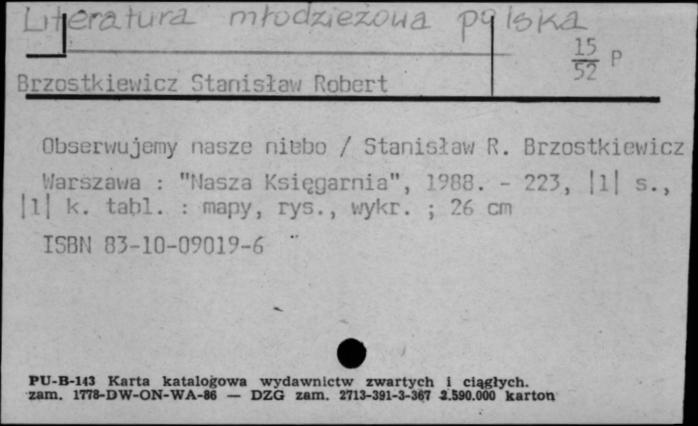 Literatura młodzieżowa polska
15
52 P
Brzostkiewicz Stanisław Robert
Obserwujemy nasze niebo / Stanisław R. Brzostkiewicz
Warszawa : "Nasza Księgarnia", 1988. - 223, |1| s.,
|1| k. tabl. : mapy, rys., wykr. ; 26 cm
ISBN 83-10-09019-6
PU-B-143 Karta katalogowa wydawnictw zwartych i ciągłych.
zam. 1778-DW-ON-WA-86 — DZG zam. 2713-391-3-367 2.590.000 karton